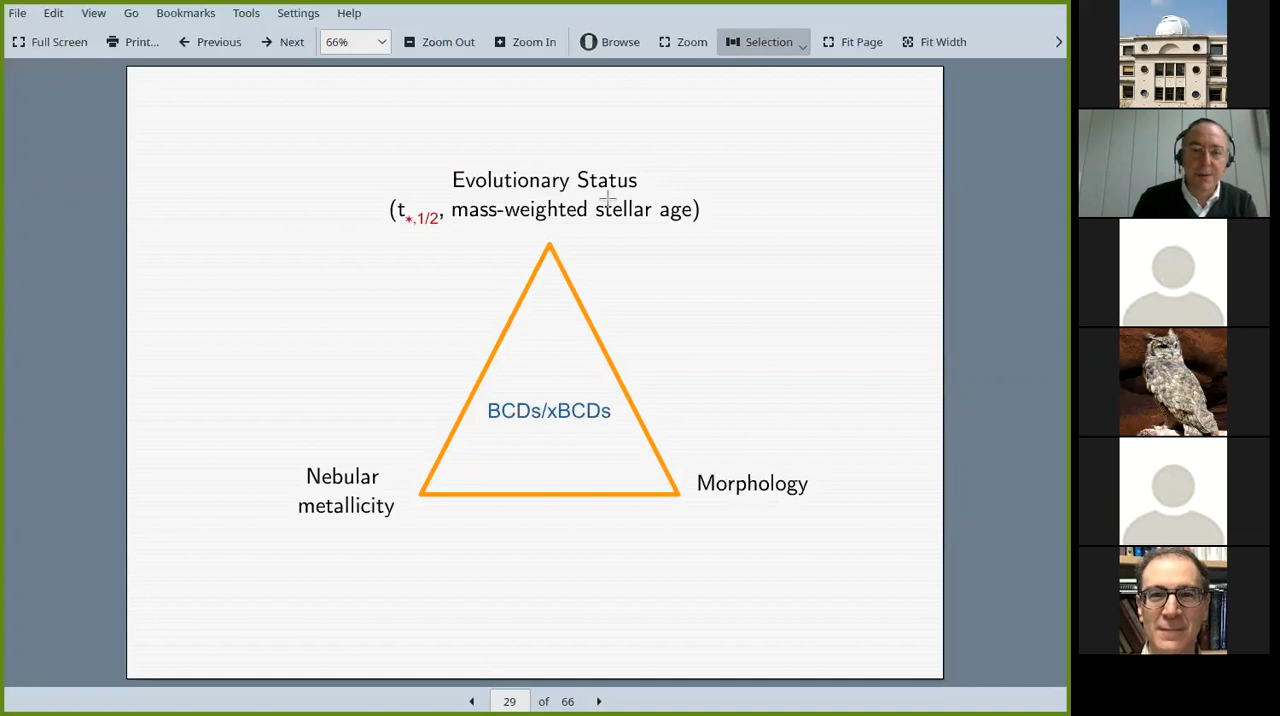 File Edit View Go Bookmarks Tools Settings Help
Full Screen Print... Previous Next 66% Zoom Out Zoom In Browse Zoom Selection Fit Page Fit Width
Evolutionary Status
(t*,1/2, mass-weighted stellar age)
BCDs/xBCDs
Nebular
metallicity
Morphology
29 of 66